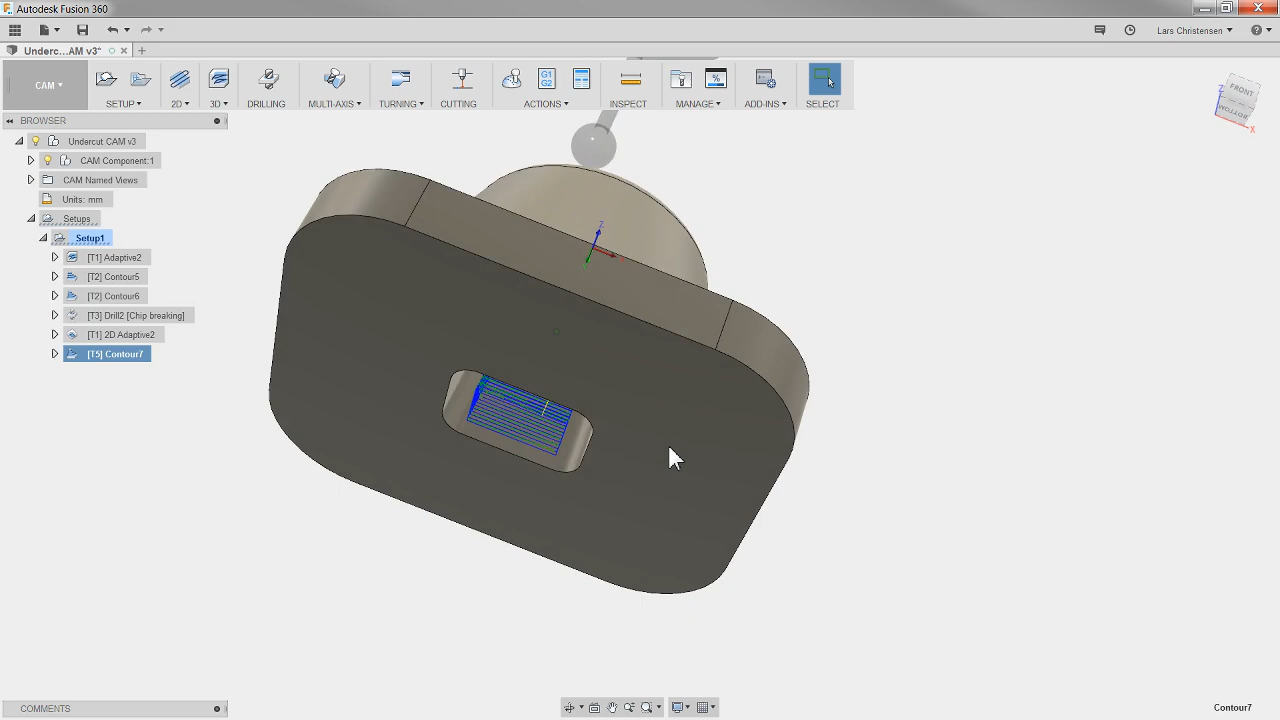 Autodesk Fusion 360
Lars Christensen
Underc...AM v3*
CAM
SETUP
2D
3D
DRILLING
MULTI-AXIS
TURNING
CUTTING
G1
G2
ACTIONS
INSPECT
MANAGE
ADD-INS
SELECT
BROWSER
Undercut CAM v3
CAM Component:1
CAM Named Views
Units: mm
Setups
Setup1
[T1] Adaptive2
[T2] Contour5
[T2] Contour6
[T3] Drill2 [Chip breaking]
[T1] 2D Adaptive2
[T5] Contour7
FRONT
BOTTOM
Z
X
Z
COMMENTS
Contour7